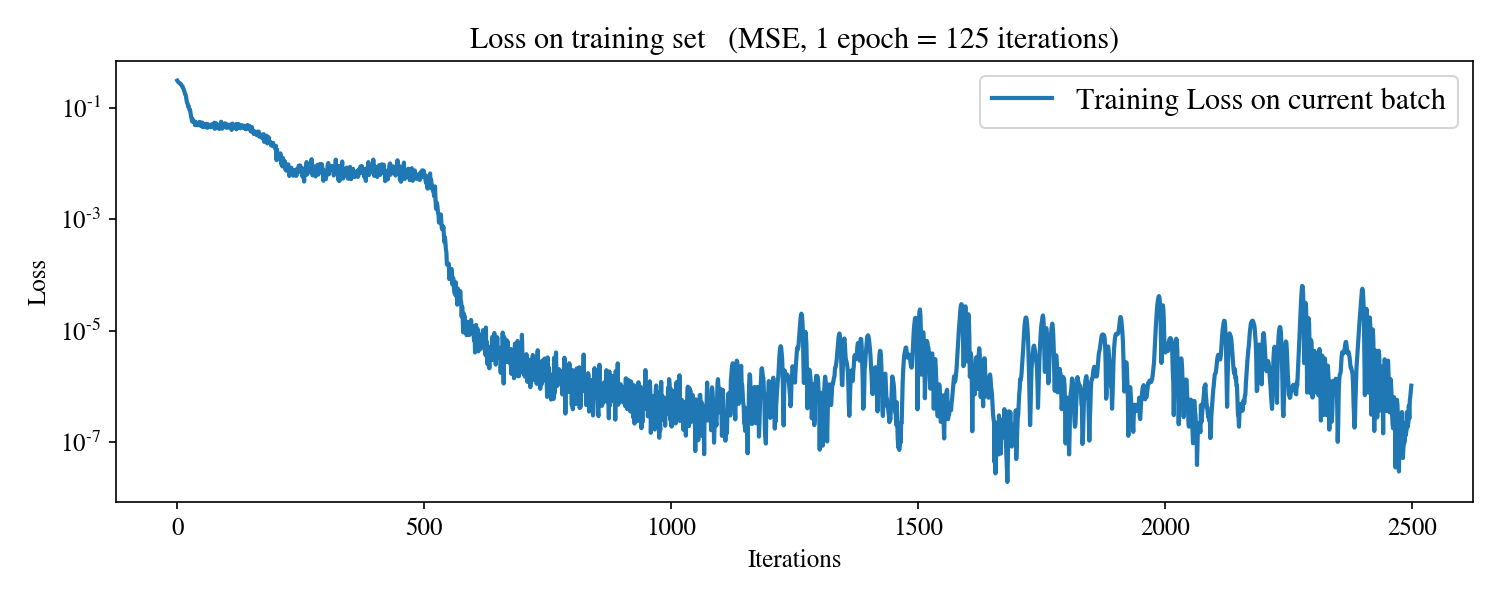 Loss on training set (MSE, 1 epoch = 125 iterations)
Training Loss on current batch
Loss
10⁻¹
10⁻³
10⁻⁵
10⁻⁷
0 500 1000 1500 2000 2500
Iterations